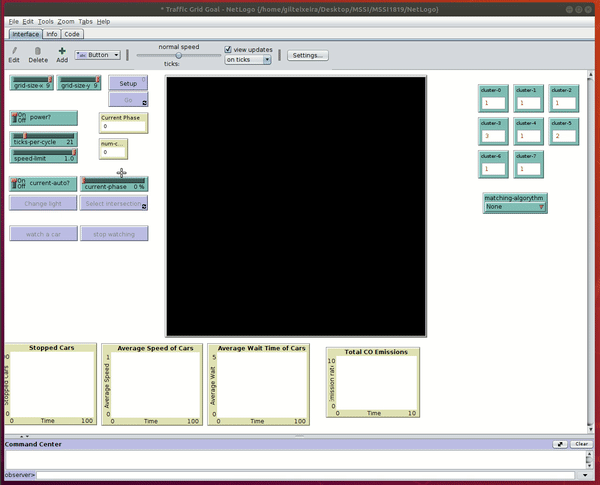 * Traffic Grid Goal - NetLogo {/home/gilteixeira/Desktop/MSSI/MSSI1819/NetLogo}
File Edit Tools Zoom Tabs Help
Interface Info Code
Edit Delete Add Button normal speed view updates on ticks Settings...
ticks:
grid-size-x 9 grid-size-y 9 Setup
Go
On Off power?
Current Phase
0
ticks-per-cycle 21
speed-limit 1.0
num-c...
0
On Off current-auto? current-phase 0 %
Change light Select intersection
watch a car stop watching
cluster-0 cluster-1 cluster-2
1 1 1
cluster-3 cluster-4 cluster-5
3 1 2
cluster-6 cluster-7
1 1
matching-algorythm
None
Stopped Cars
Stopped Cars
0
0 Time 100
Average Speed of Cars
1
Average Speed
0
0 Time 100
Average Wait Time of Cars
5
Average Wait
0
0 Time 100
Total CO Emissions
10
0
0 Time 10
Command Center Clear
observer>